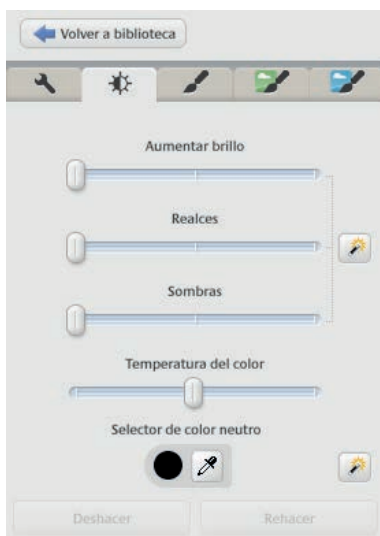 Volver a biblioteca
Aumentar brillo
Realces
Sombras
Temperatura del color
Selector de color neutro
Deshacer
Rehacer